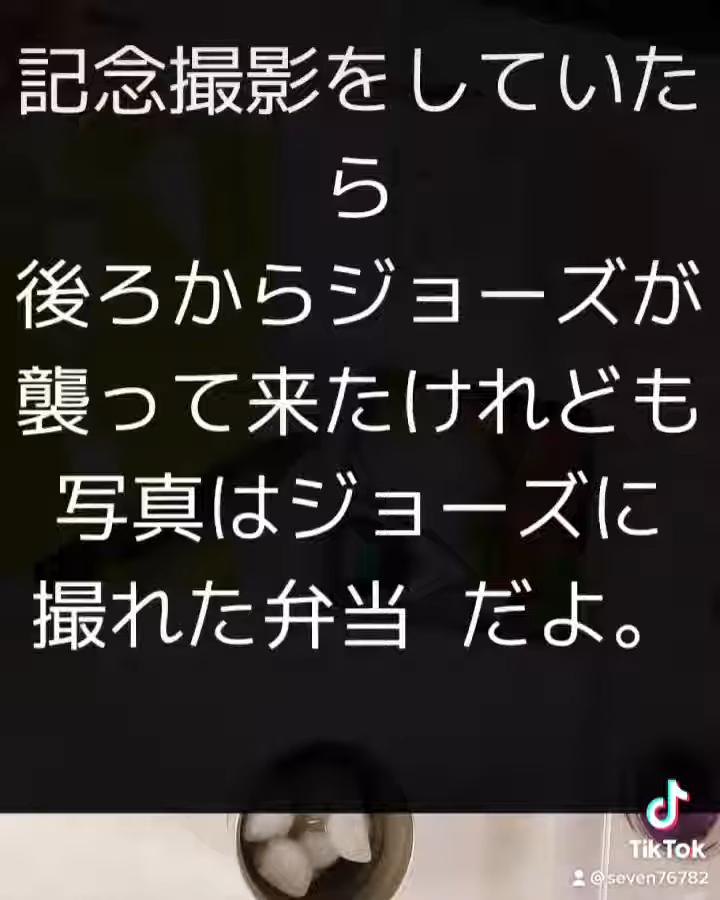 記念撮影をしていた
ら
後ろからジョーズが
襲って来たけれども
写真はジョーズに
撮れた弁当 だよ。
TikTok
@seven76782